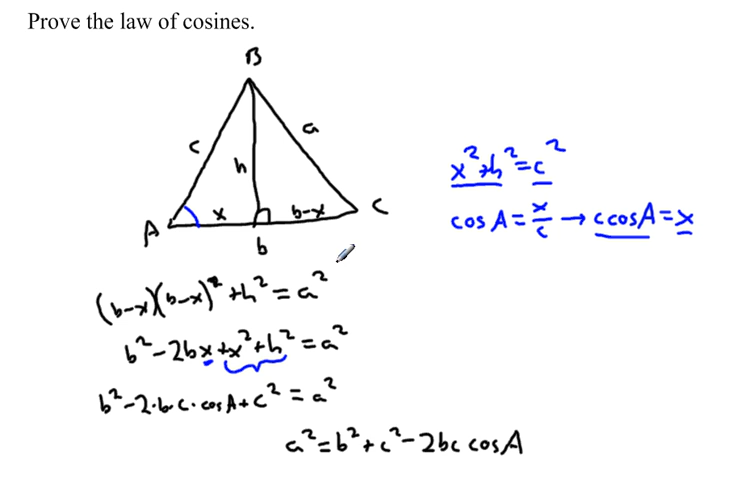 Prove the law of cosines.
B
c
a
h
x
b-x
A
C
b
x²+h²=c²
cos A = x/c → c cos A = x
(b-x)(b-x)² + h² = a²
b² - 2bx + x² + h² = a²
b² - 2·b·c·cos A + c² = a²
a² = b² + c² - 2bc cos A